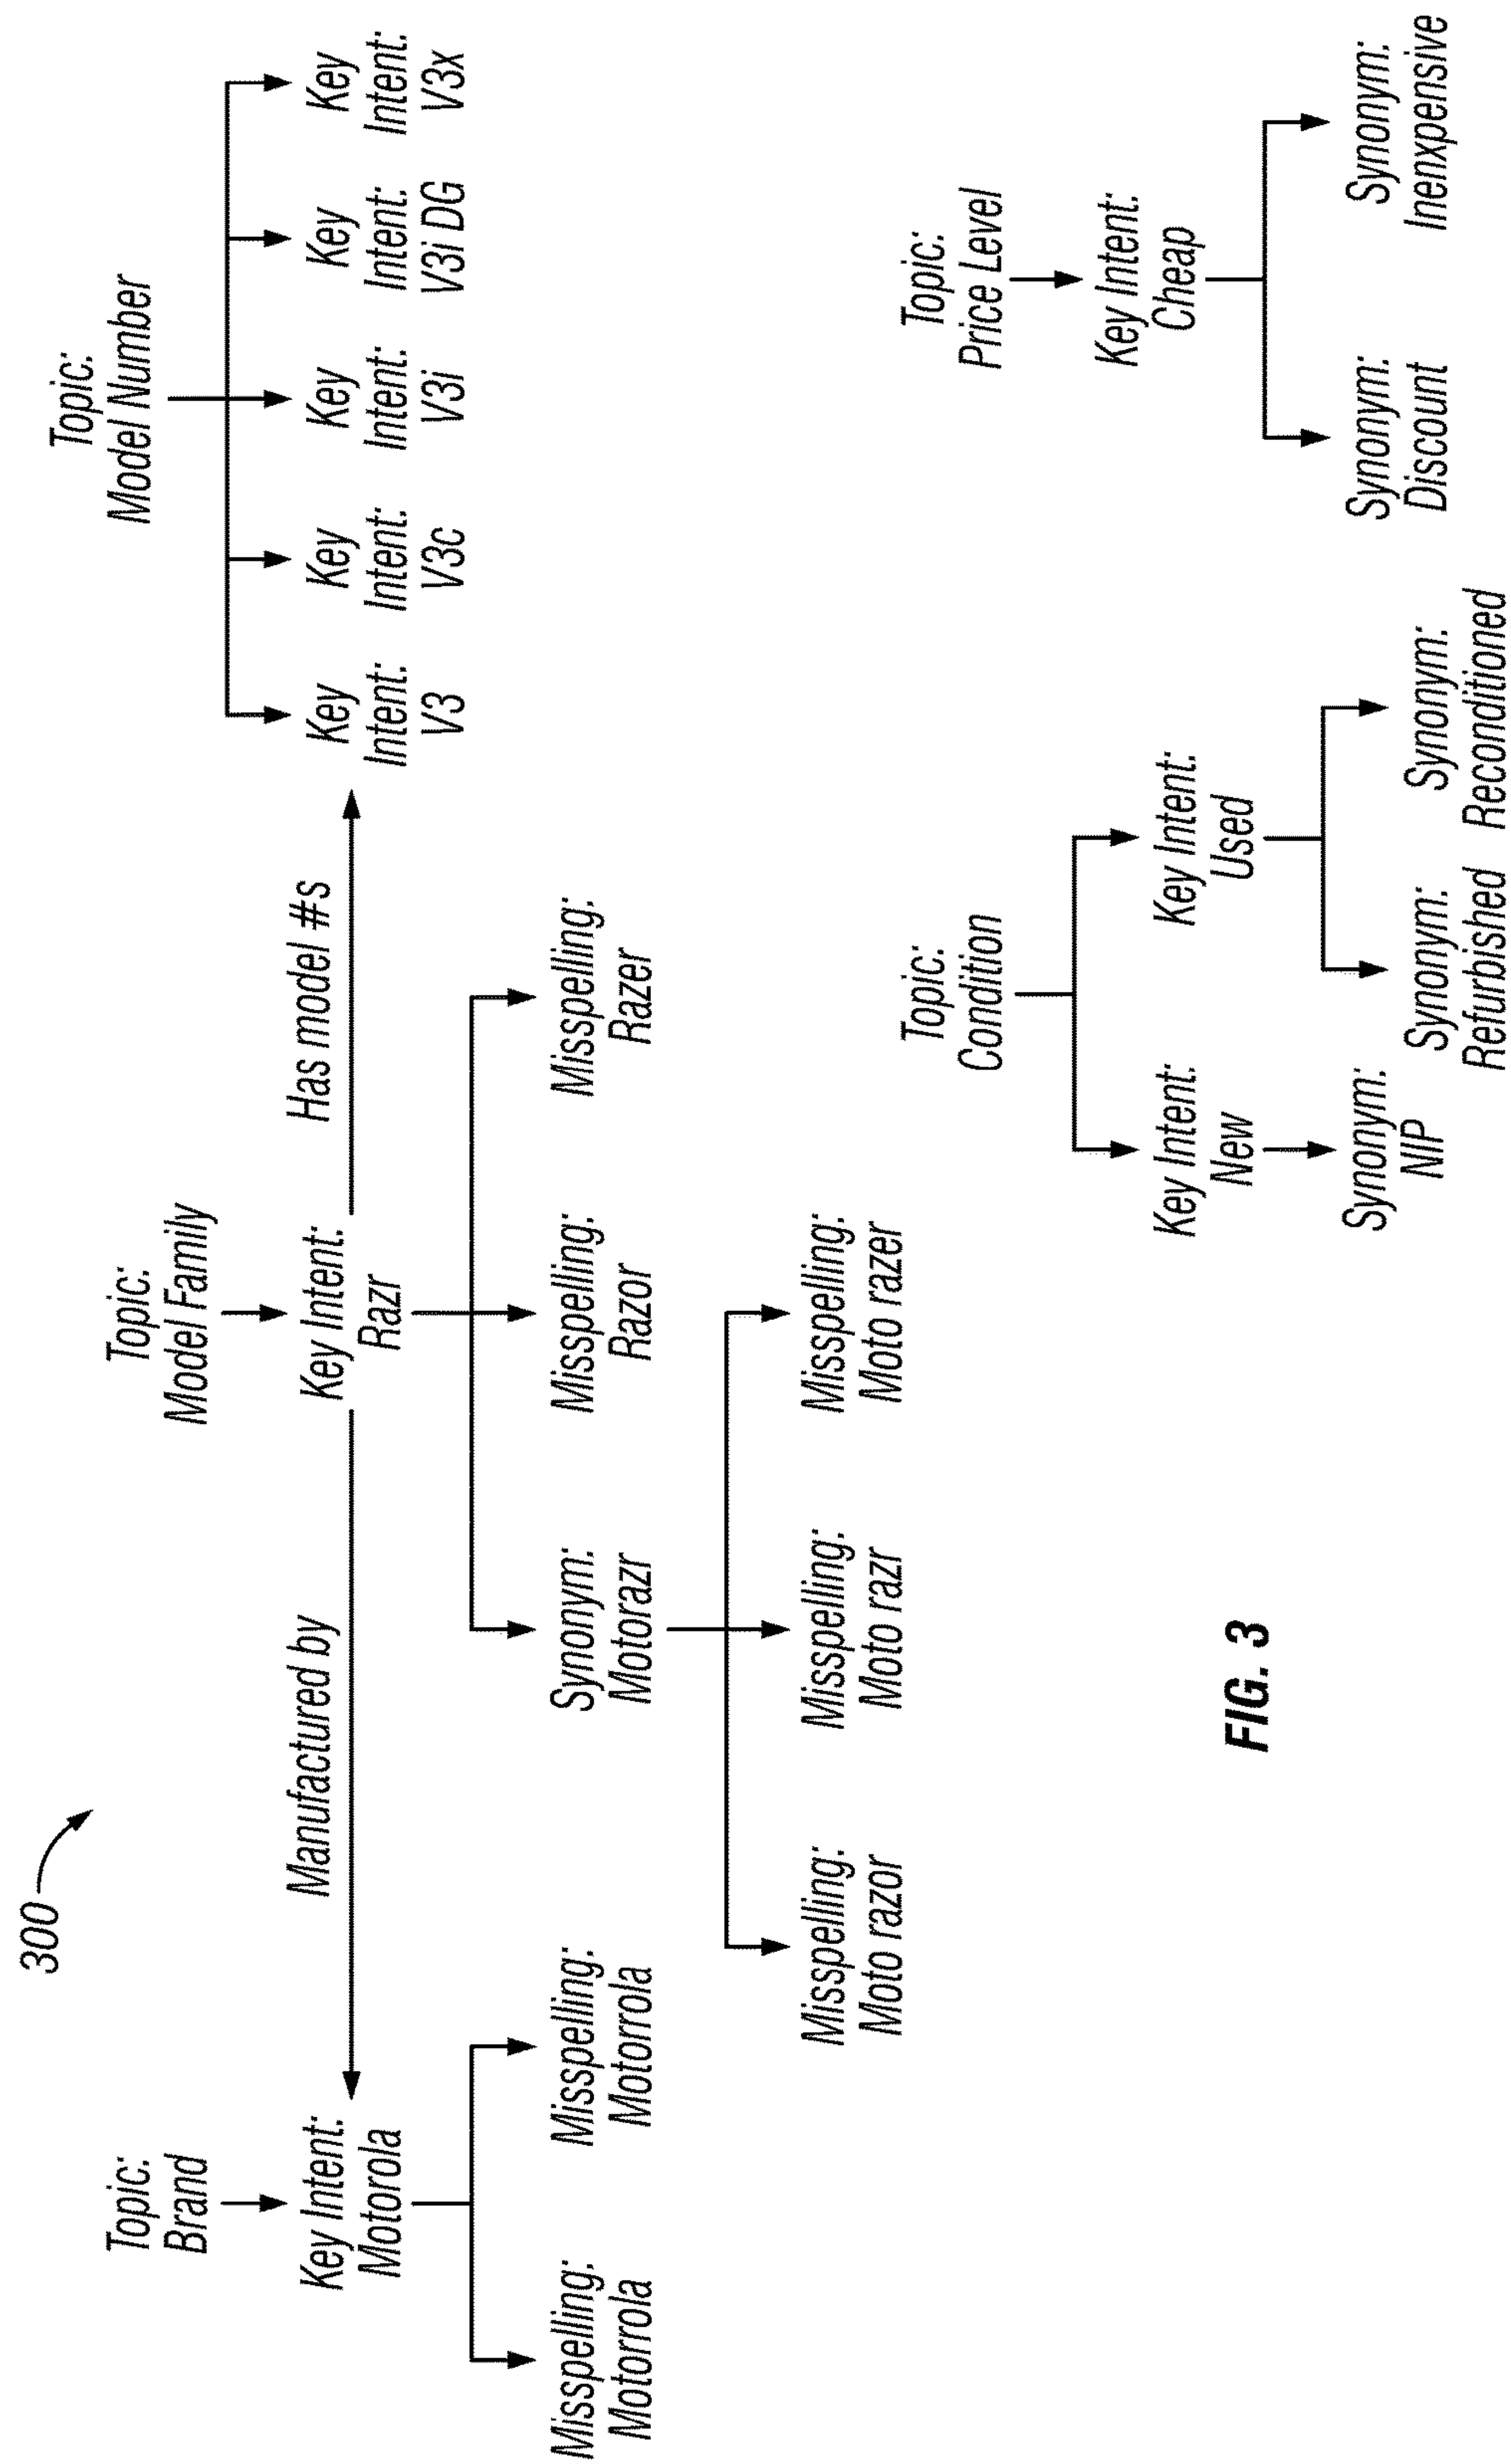 300
Topic:
Brand
Key Intent:
Motorola
Misspelling:
Motorrola
Misspelling:
Motorrola
Manufactured by
Topic:
Model Family
Key Intent:
Razr
Has model #s
Synonym:
Motorazr
Misspelling:
Razor
Misspelling:
Razer
Misspelling:
Moto razor
Misspelling:
Moto razr
Misspelling:
Moto razer
Topic:
Model Number
Key
Intent:
V3
Key
Intent:
V3c
Key
Intent:
V3i
Key
Intent:
V3i DG
Key
Intent:
V3x
Topic:
Condition
Key Intent:
New
Synonym:
NIP
Key Intent:
Used
Synonym:
Refurbished
Synonym:
Reconditioned
Topic:
Price Level
Key Intent:
Cheap
Synonym:
Discount
Synonym:
Inenxpensive
FIG. 3